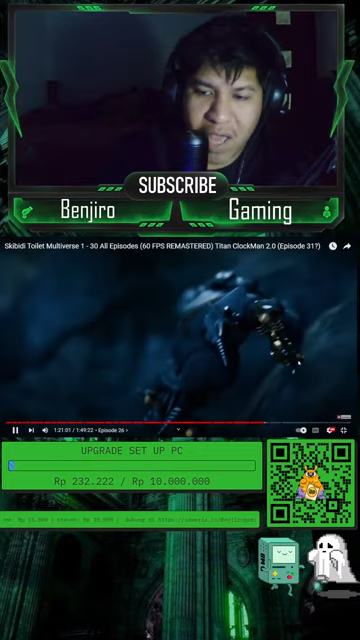 SUBSCRIBE
Benjiro Gaming
Skibidi Toilet Multiverse 1 - 30 All Episodes (60 FPS REMASTERED) Titan ClockMan 2.0 (Episode 31?)
1:21:01 / 1:49:22 • Episode 26 >
UPGRADE SET UP PC
Rp 232.222 / Rp 10.000.000